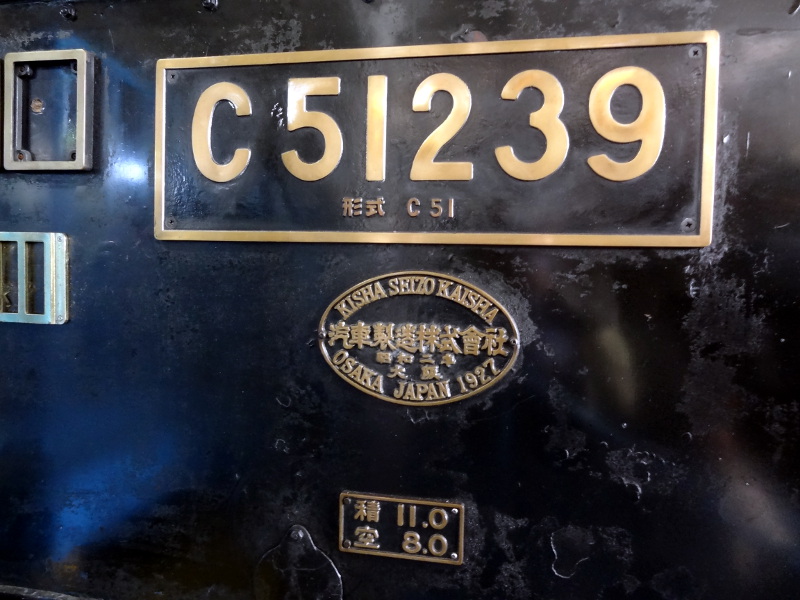 C51239
形式 C51
KISHA SEIZO KAISHA
汽車製造株式會社
昭和二年
大阪
OSAKA JAPAN 1927
積 11.0
空 8.0